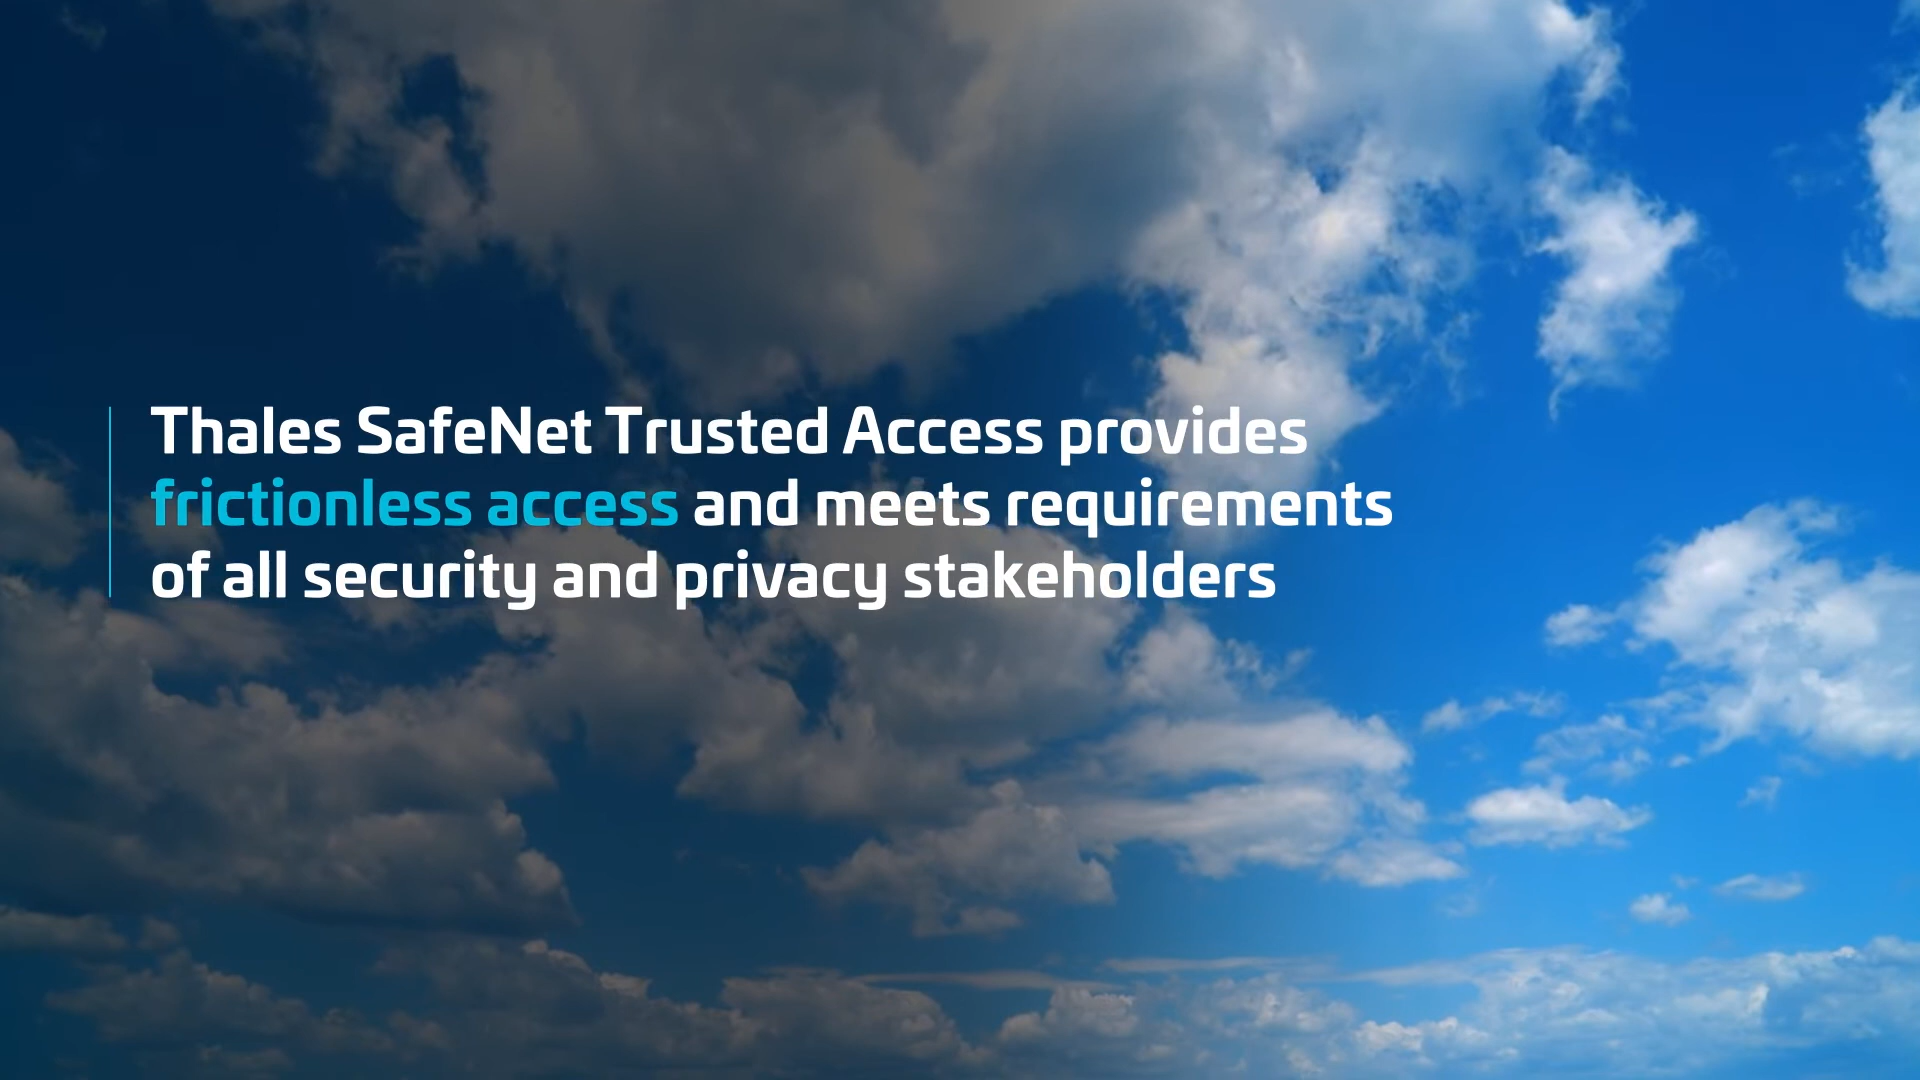 Thales SafeNet Trusted Access provides
frictionless access and meets requirements
of all security and privacy stakeholders